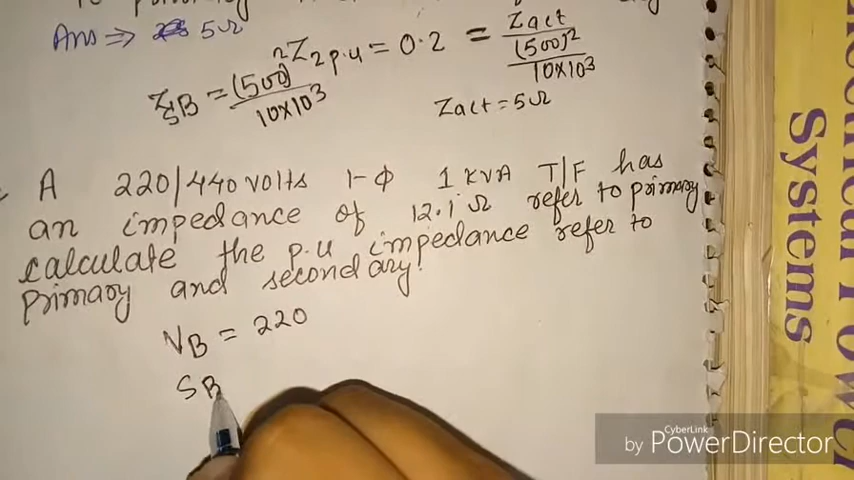 Ans ⇒ 5Ω
Z2p.u = 0.2 = Zact
(500)²
10×10³
ZB = (500)²
10×10³
Zact = 5Ω
A 220/440 volts 1-Φ 1 KVA T/F has
an impedance of 12.1 Ω refer to primary
calculate the p.u impedance refer to
primary and secondary.
VB = 220
SB
Systems
Power
CyberLink
by PowerDirector